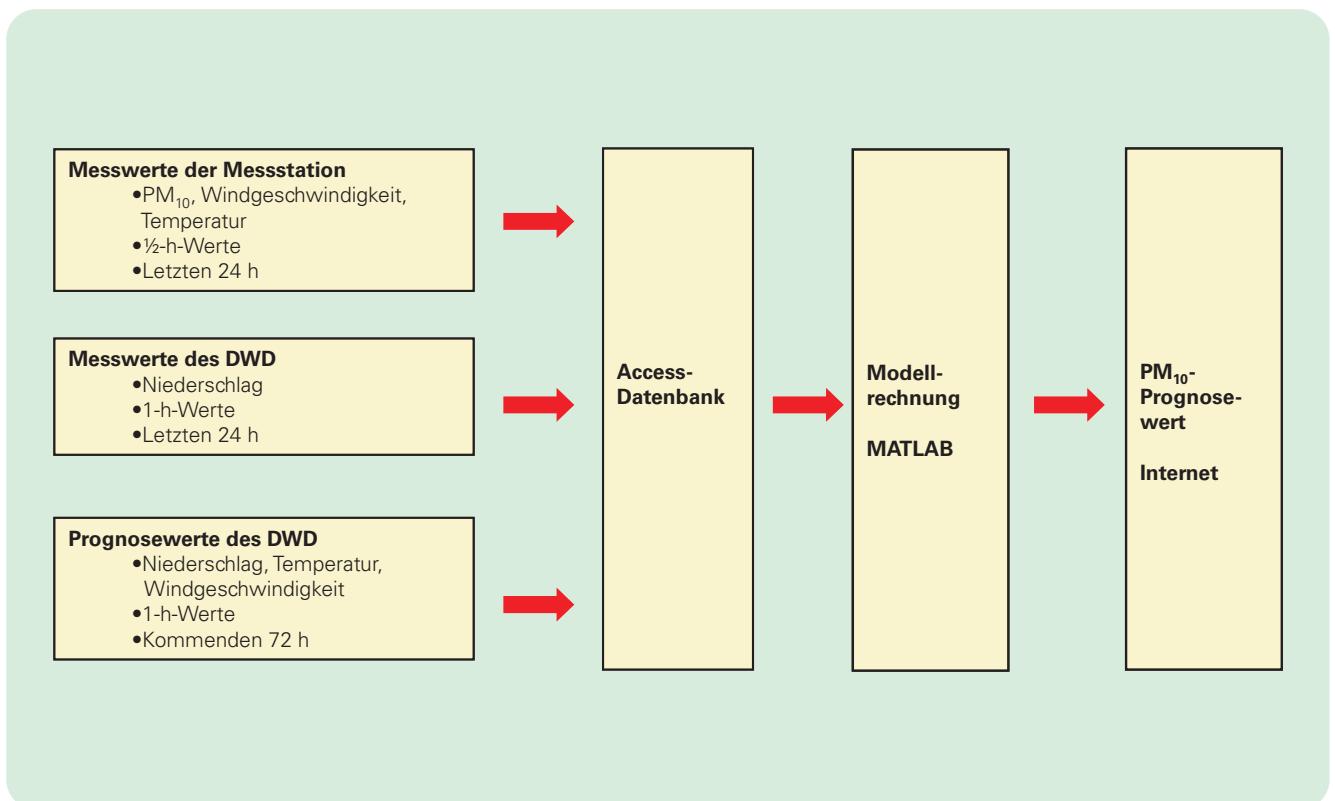 Messwerte der Messstation
•PM₁₀, Windgeschwindigkeit,
Temperatur
•½-h-Werte
•Letzten 24 h
Messwerte des DWD
•Niederschlag
•1-h-Werte
•Letzten 24 h
Prognosewerte des DWD
•Niederschlag, Temperatur,
Windgeschwindigkeit
•1-h-Werte
•Kommenden 72 h
Access-
Datenbank
Modell-
rechnung
MATLAB
PM₁₀-
Prognose-
wert
Internet